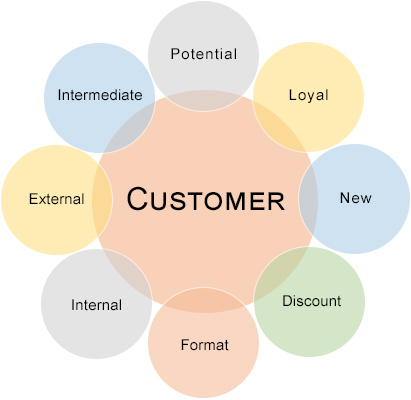 Potential
Intermediate
Loyal
External
CUSTOMER
New
Internal
Discount
Format